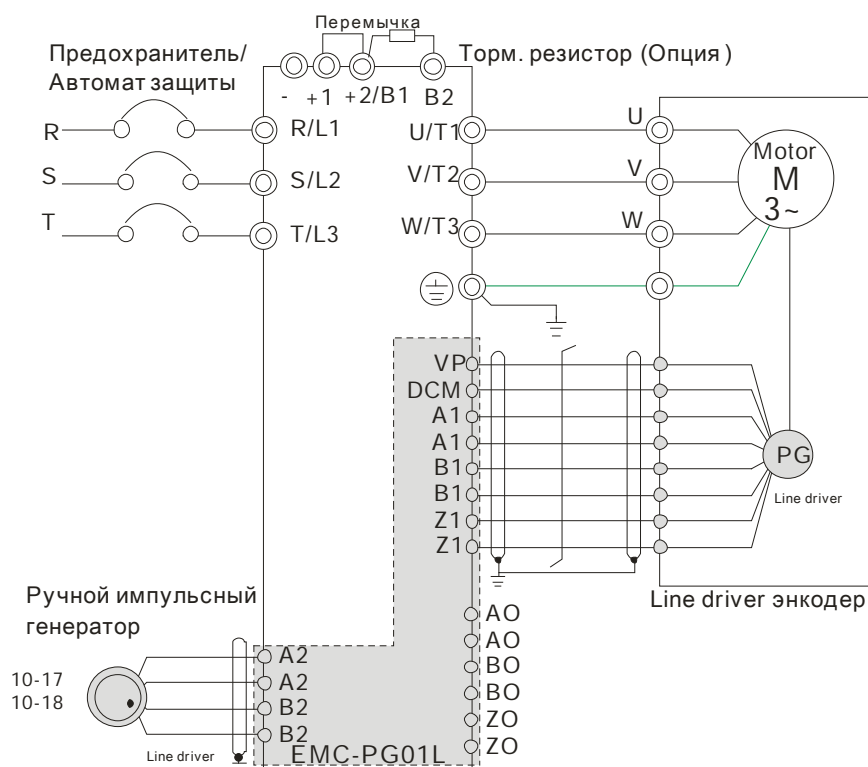 Перемычка
Предохранитель/
Автомат защиты
Торм. резистор (Опция)
- +1 +2/B1 B2
R R/L1 U/T1 U
S S/L2 V/T2 V
T T/L3 W/T3 W
Motor
M
3~
VP
DCM
A1
A1
B1
B1
Z1
Z1
PG
Line driver
Line driver энкодер
Ручной импульсный
генератор
10-17
10-18
A2
A2
B2
B2
Line driver
EMC-PG01L
AO
AO
BO
BO
ZO
ZO